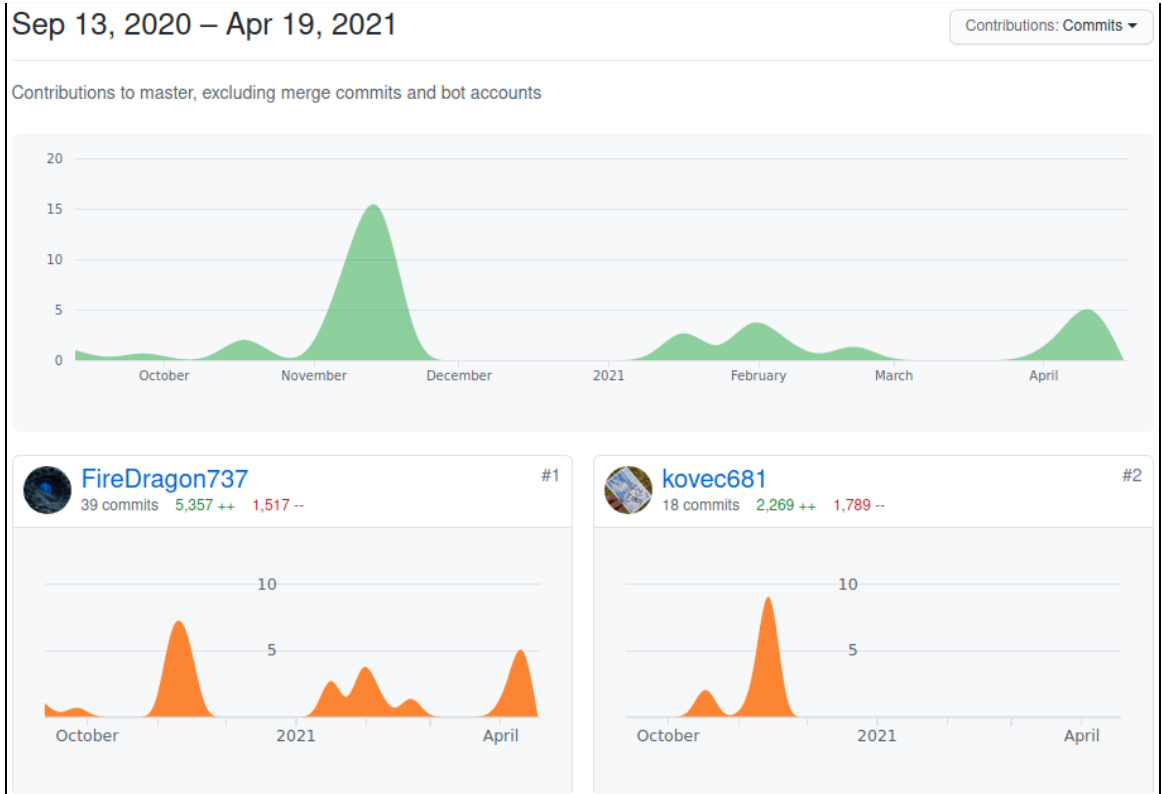 Sep 13, 2020 – Apr 19, 2021
Contributions: Commits
Contributions to master, excluding merge commits and bot accounts
20
15
10
5
0
October November December 2021 February March April
FireDragon737 #1
39 commits 5,357 ++ 1,517 --
10
5
October 2021 April
kovec681 #2
18 commits 2,269 ++ 1,789 --
10
5
October 2021 April